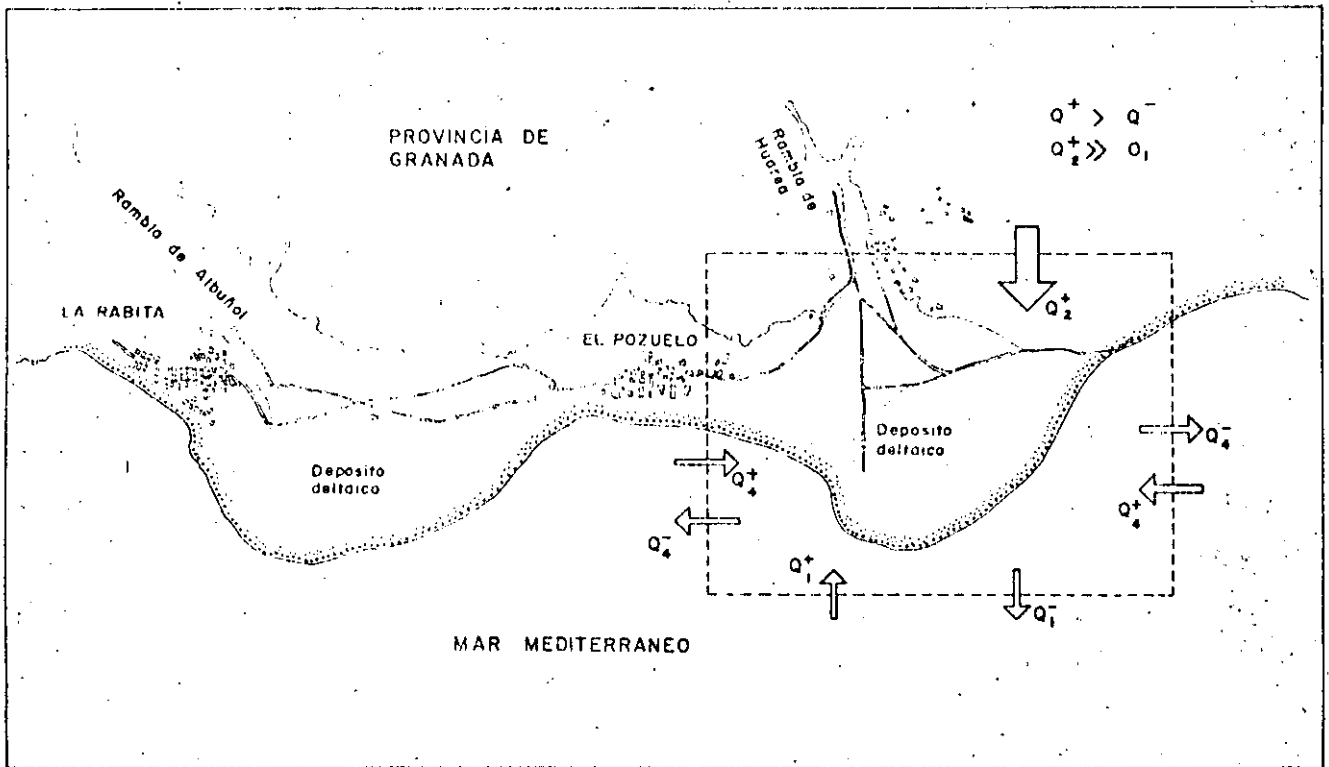 PROVINCIA DE
GRANADA
Rambla de Albuñol
LA RABITA
Rambla de
Huarea
Q⁺ > Q⁻
Q₂⁺ >> Q₁
Q₂⁺
EL POZUELO
Deposito
deltaico
Deposito
deltaico
Q₄⁺
Q₄⁻
Q₄⁻
Q₄⁺
Q₁⁺
Q₁⁻
MAR MEDITERRANEO